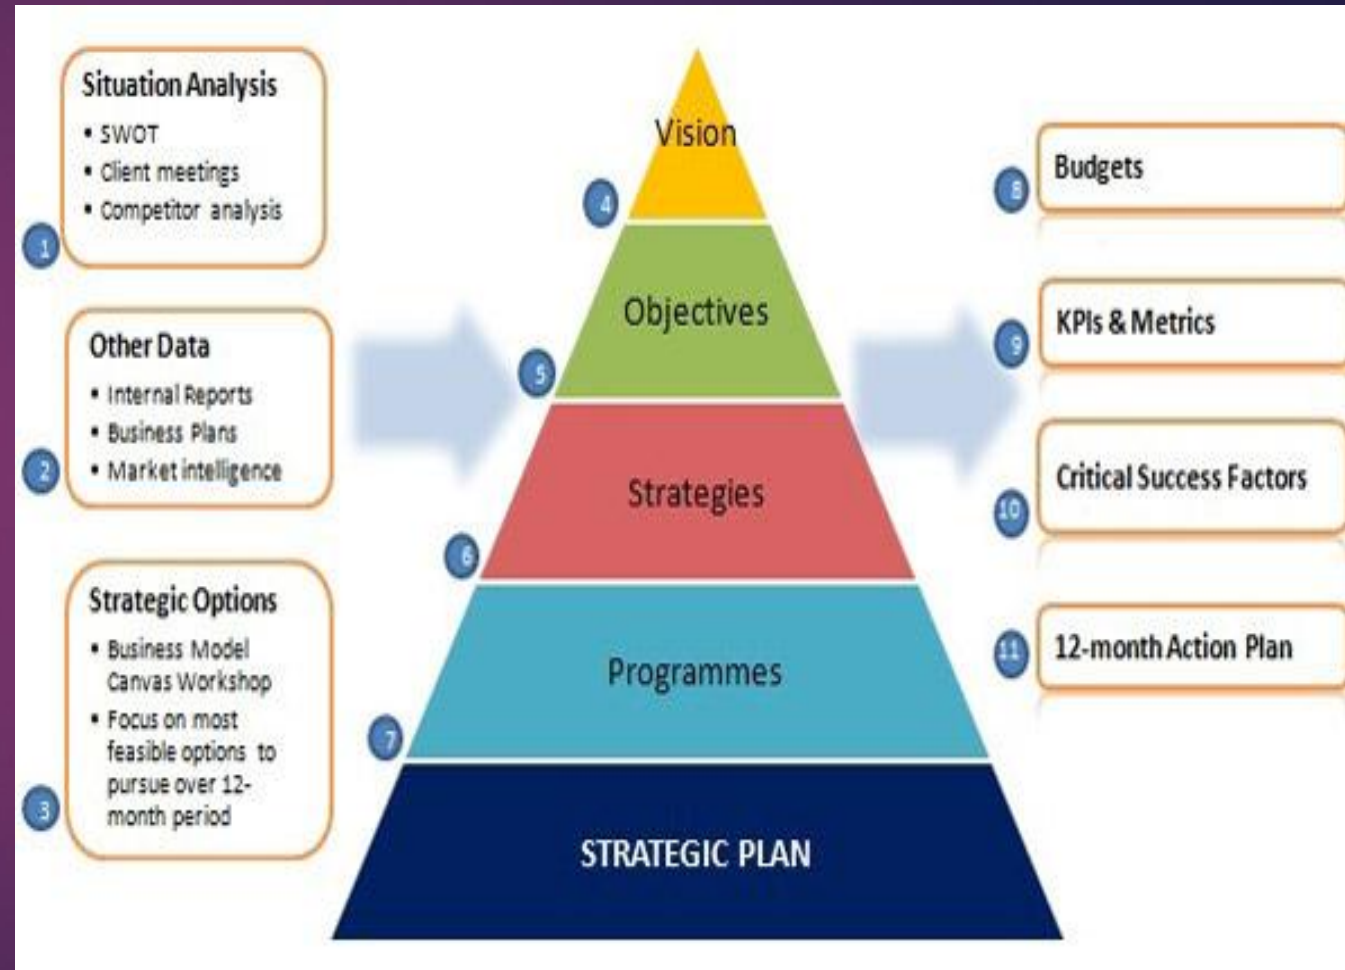 Situation Analysis
• SWOT
• Client meetings
• Competitor analysis
1
Other Data
• Internal Reports
• Business Plans
• Market intelligence
2
Strategic Options
• Business Model
Canvas Workshop
• Focus on most
feasible options to
pursue over 12-
month period
3
Vision
4
Objectives
5
Strategies
6
Programmes
7
STRATEGIC PLAN
Budgets
8
KPIs & Metrics
9
Critical Success Factors
10
12-month Action Plan
11